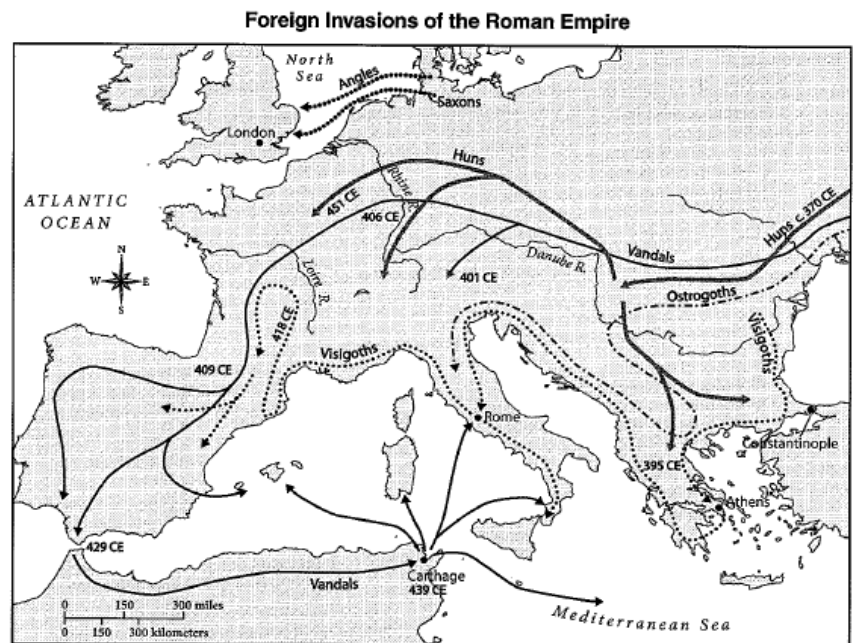 Foreign Invasions of the Roman Empire
North
Sea
Angles
Saxons
London
Huns
Rhine R.
451 CE
406 CE
ATLANTIC
OCEAN
Huns c. 370 CE
Vandals
Danube R.
401 CE
N
W E
S
Loire R.
Ostrogoths
418 CE
Visigoths
Visigoths
409 CE
Rome
Constantinople
395 CE
Athens
429 CE
Vandals
Carthage
439 CE
0 150 300 miles
0 150 300 kilometers
Mediterranean Sea